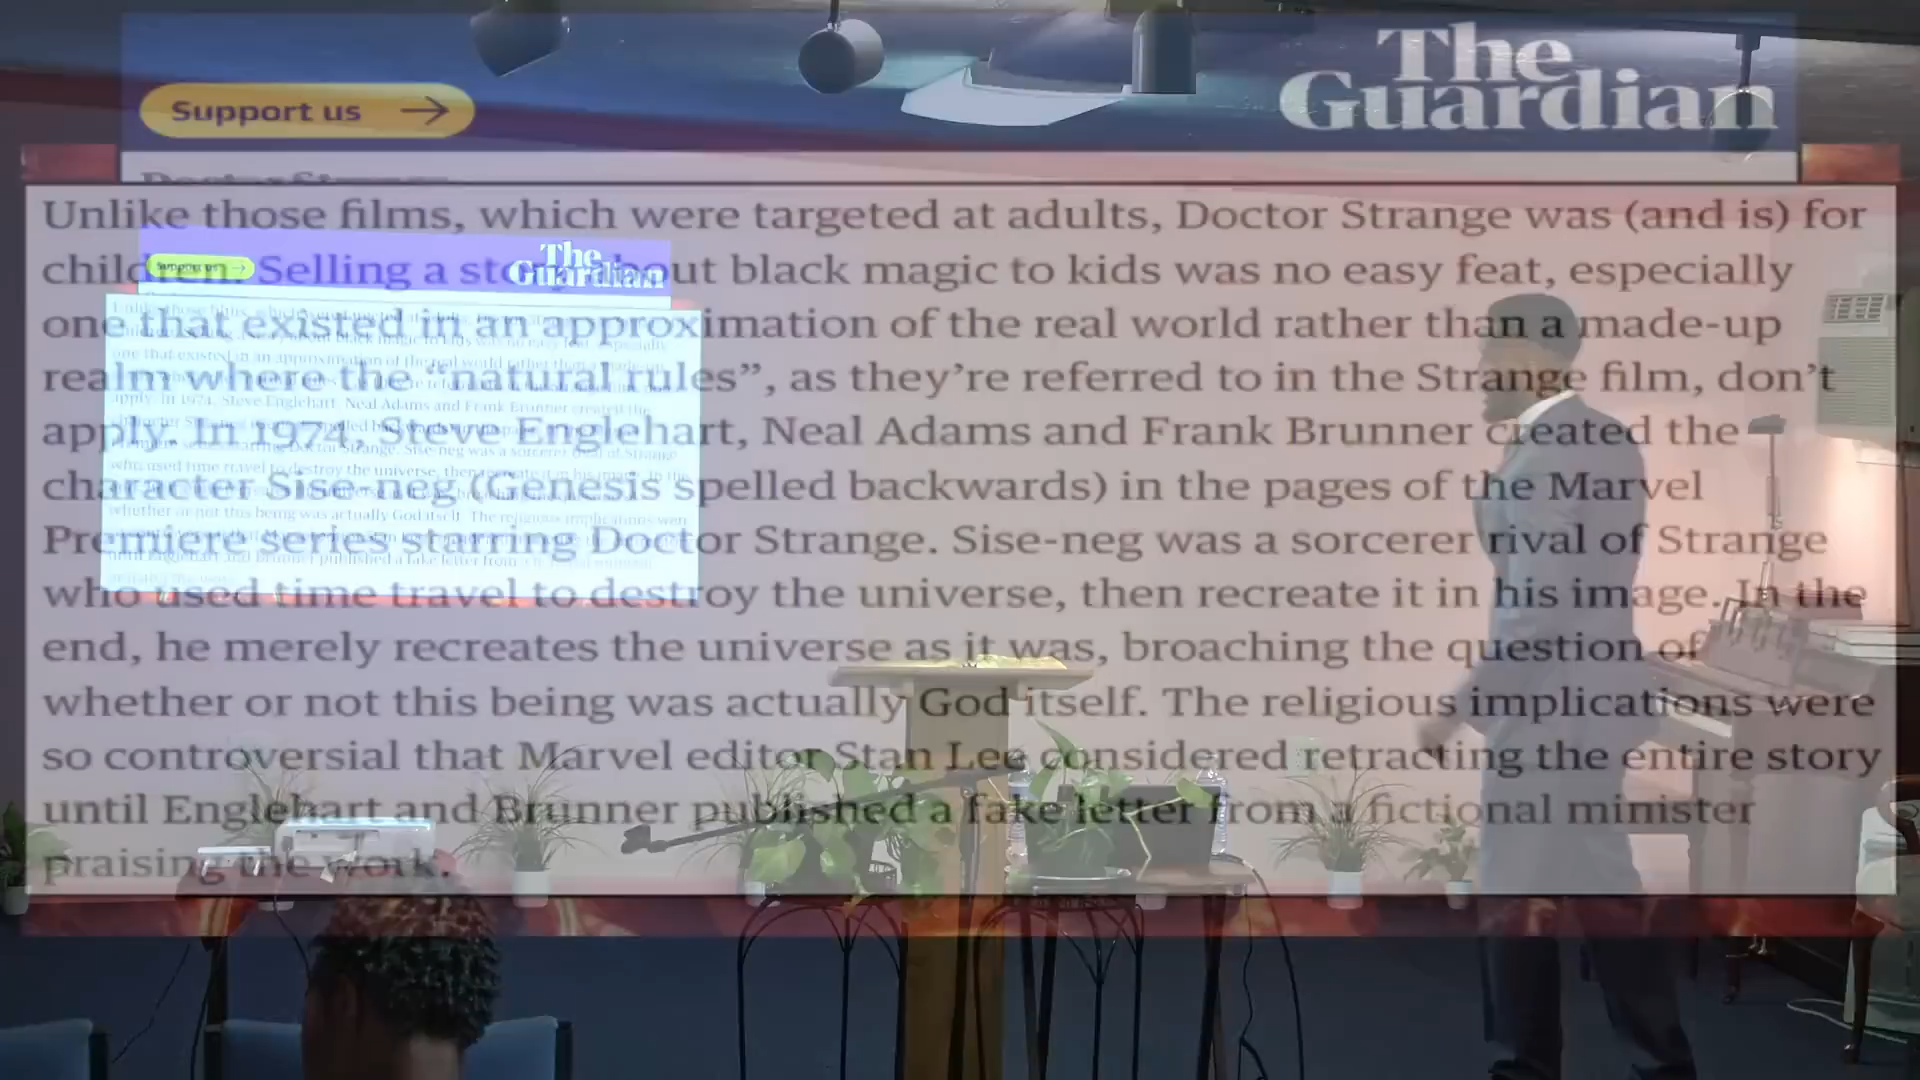 Support us
The
Guardian
Doctor Strange
Unlike those films, which were targeted at adults, Doctor Strange was (and is) for
children. Selling a story about black magic to kids was no easy feat, especially
one that existed in an approximation of the real world rather than a made-up
realm where the “natural rules”, as they’re referred to in the Strange film, don’t
apply. In 1974, Steve Englehart, Neal Adams and Frank Brunner created the
character Sise-neg (Genesis spelled backwards) in the pages of the Marvel
Premiere series starring Doctor Strange. Sise-neg was a sorcerer rival of Strange
who used time travel to destroy the universe, then recreate it in his image. In the
end, he merely recreates the universe as it was, broaching the question of
whether or not this being was actually God itself. The religious implications were
so controversial that Marvel editor Stan Lee considered retracting the entire story
until Englehart and Brunner published a fake letter from a fictional minister
praising the work.
Support us
The
Guardian